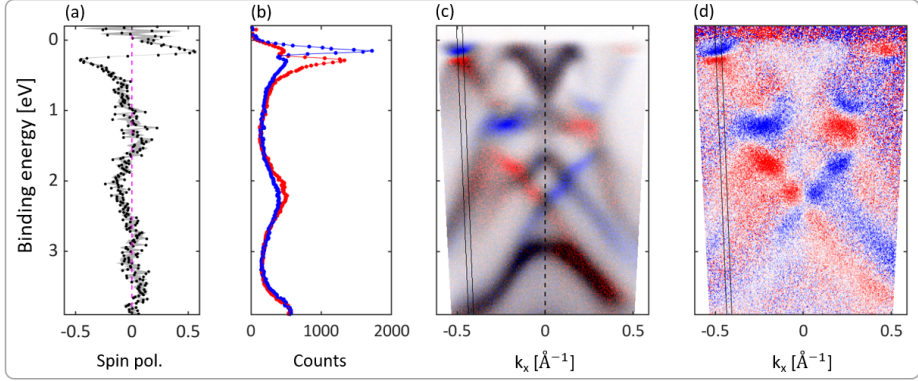 (a) (b) (c) (d)
0
1
2
3
Binding energy [eV]
-0.5 0 0.5
0 1000 2000
-0.5 0 0.5
-0.5 0 0.5
Spin pol.
Counts
kx [Å-1]
kx [Å-1]